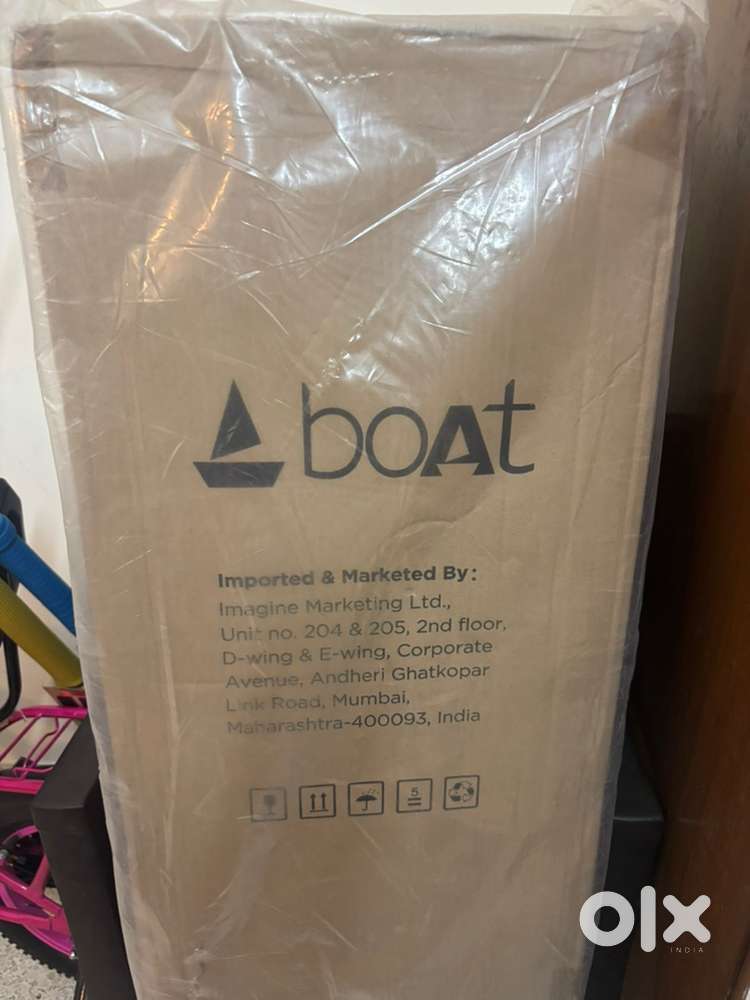 boAt
Imported & Marketed By:
Imagine Marketing Ltd.,
Unit no. 204 & 205, 2nd floor,
D-wing & E-wing, Corporate
Avenue, Andheri Ghatkopar
Link Road, Mumbai,
Maharashtra-400093, India
5
olx
INDIA